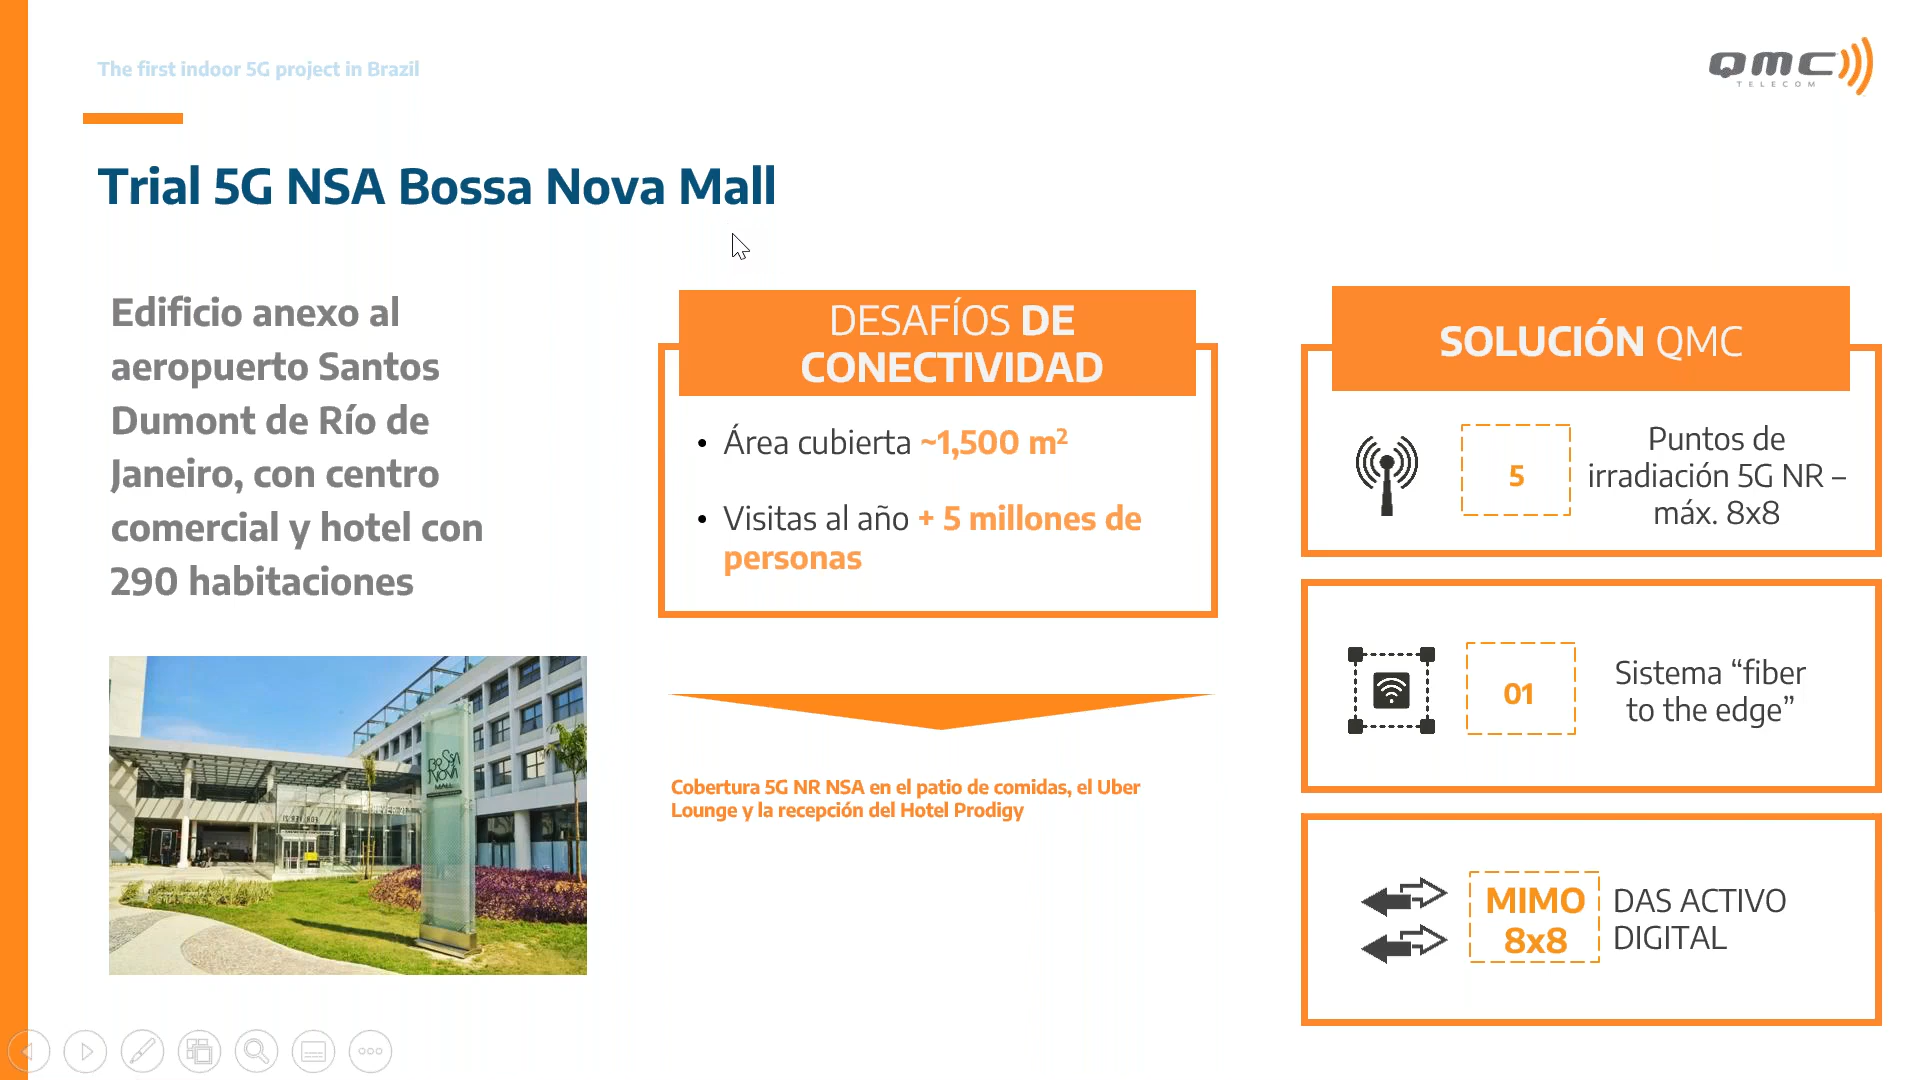 The first indoor 5G project in Brazil
QMC
TELECOM
Trial 5G NSA Bossa Nova Mall
Edificio anexo al
aeropuerto Santos
Dumont de Río de
Janeiro, con centro
comercial y hotel con
290 habitaciones
BOSSA
NOVA
MALL
DESAFÍOS DE
CONECTIVIDAD
• Área cubierta ~1,500 m²
• Visitas al año + 5 millones de
personas
Cobertura 5G NR NSA en el patio de comidas, el Uber
Lounge y la recepción del Hotel Prodigy
SOLUCIÓN QMC
5
Puntos de
irradiación 5G NR –
máx. 8x8
01
Sistema “fiber
to the edge”
MIMO
8x8
DAS ACTIVO
DIGITAL